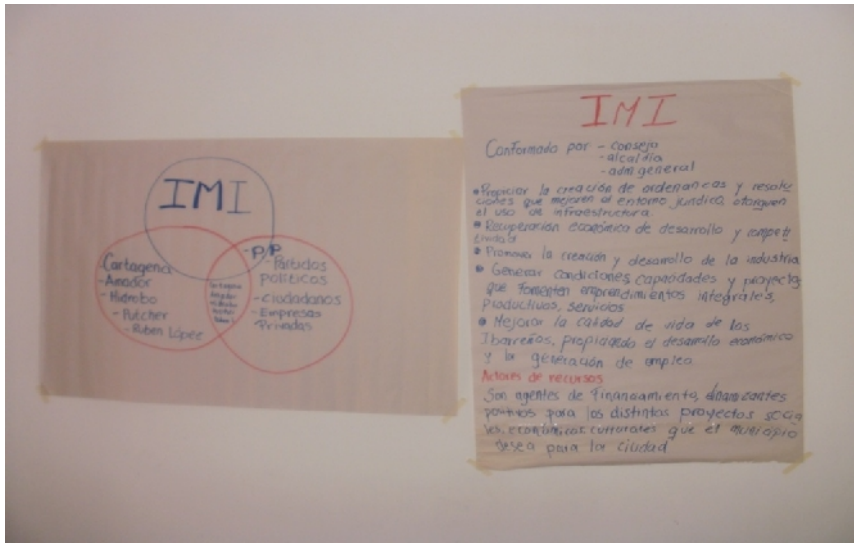 IMI
Cartagena
-Amador
-Hidrobo
-Putcher
-Ruben López
-P/P
-Partidos
políticos
-ciudadanos
-Empresas
Privadas
IMI
Conformado por - consejo
-alcaldía
-adm general
•Propiciar la creación de ordenanzas y resolu
ciones que mejoren el entorno jurídico, otorguen
el uso de infraestructura.
•Recuperación económica de desarrollo y competi
tividad
•Promover la creación y desarrollo de la industria
•Generar condiciones, capacidades y proyectos
que fomenten emprendimientos integrales,
productivos, servicios
•Mejorar la calidad de vida de los
Ibarreños, propiciando el desarrollo económico
y la generación de empleo.
Actores de recursos
Son agentes de financiamiento,
positivos para los distintos proyectos socia
les, económicos, culturales que el municipio
desea para la ciudad